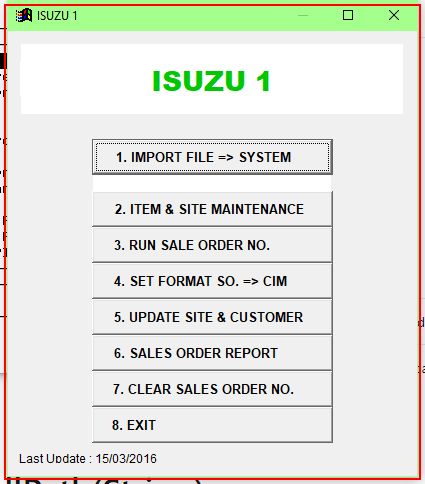 ISUZU 1
ISUZU 1
1. IMPORT FILE => SYSTEM
2. ITEM & SITE MAINTENANCE
3. RUN SALE ORDER NO.
4. SET FORMAT SO. => CIM
5. UPDATE SITE & CUSTOMER
6. SALES ORDER REPORT
7. CLEAR SALES ORDER NO.
8. EXIT
Last Update : 15/03/2016